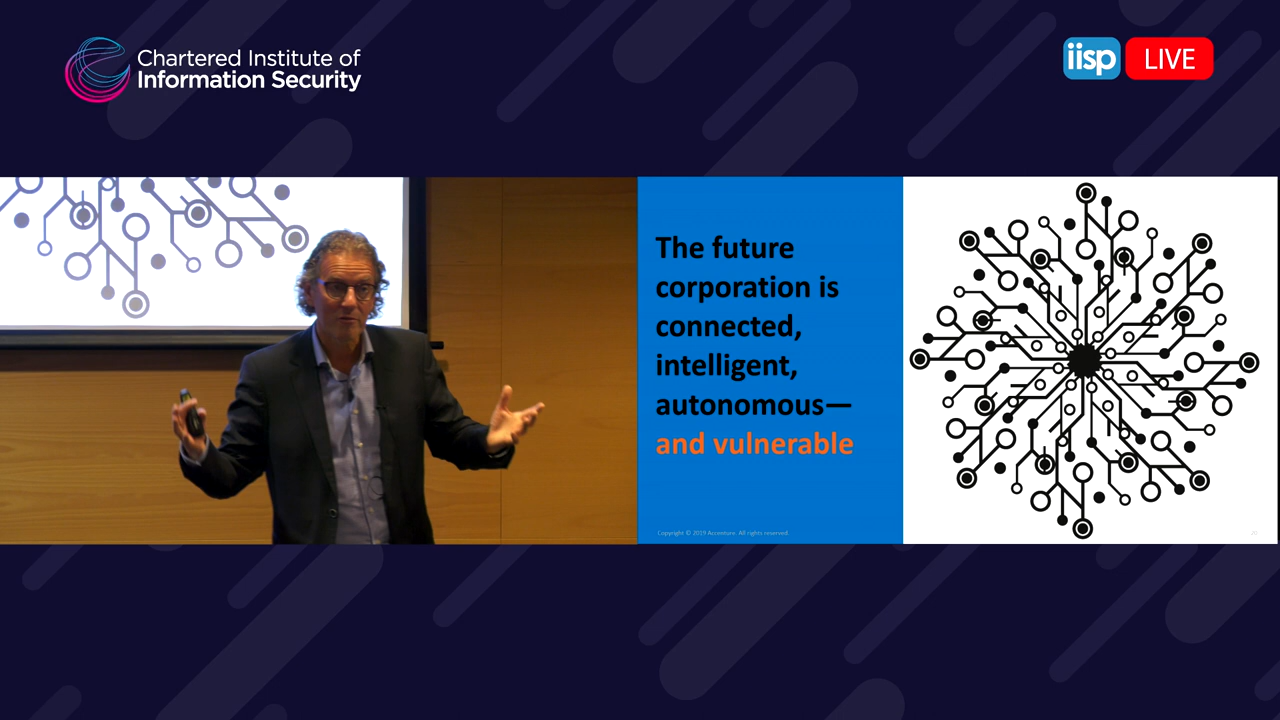 Chartered Institute of
Information Security
iisp
LIVE
The future
corporation is
connected,
intelligent,
autonomous—
and vulnerable
Copyright © 2019 Accenture. All rights reserved.